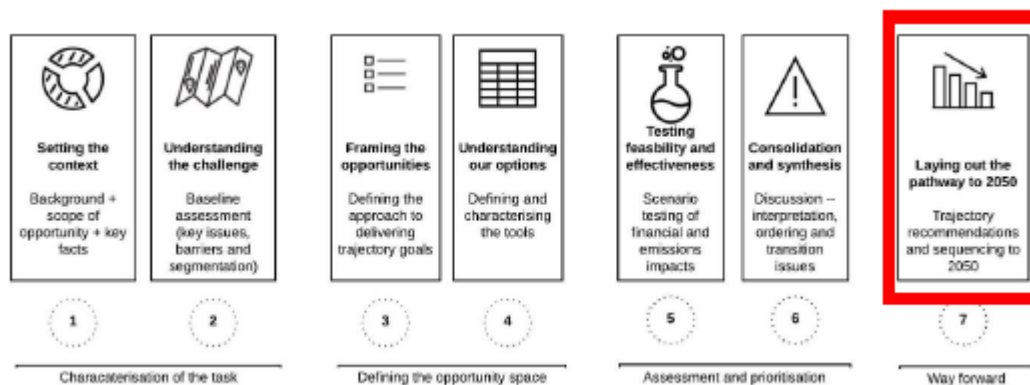 Setting the
context
Background +
scope of
opportunity + key
facts
Understanding
the challenge
Baseline
assessment
(key issues,
barriers and
segmentation)
Framing the
opportunities
Defining the
approach to
delivering
trajectory goals
Understanding
our options
Defining and
characterising
the tools
Testing
feasbility and
effectiveness
Scenario
testing of
financial and
emissions
impacts
Consolidation
and synthesis
Discussion --
interpretation,
ordering and
transition
issues
Laying out the
pathway to 2050
Trajectory
recommendations
and sequencing to
2050
1
2
3
4
5
6
7
Characaterisation of the task
Defining the opportunity space
Assessment and prioritisation
Way forward